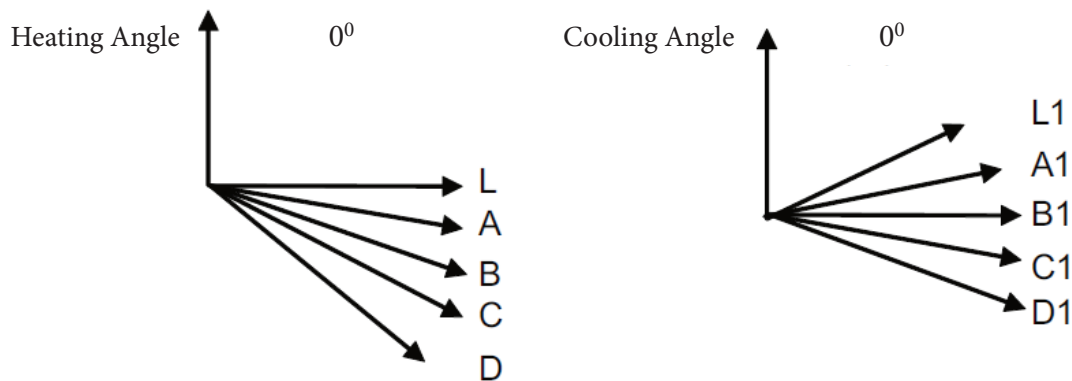 Heating Angle 0⁰
L
A
B
C
D
Cooling Angle 0⁰
L1
A1
B1
C1
D1